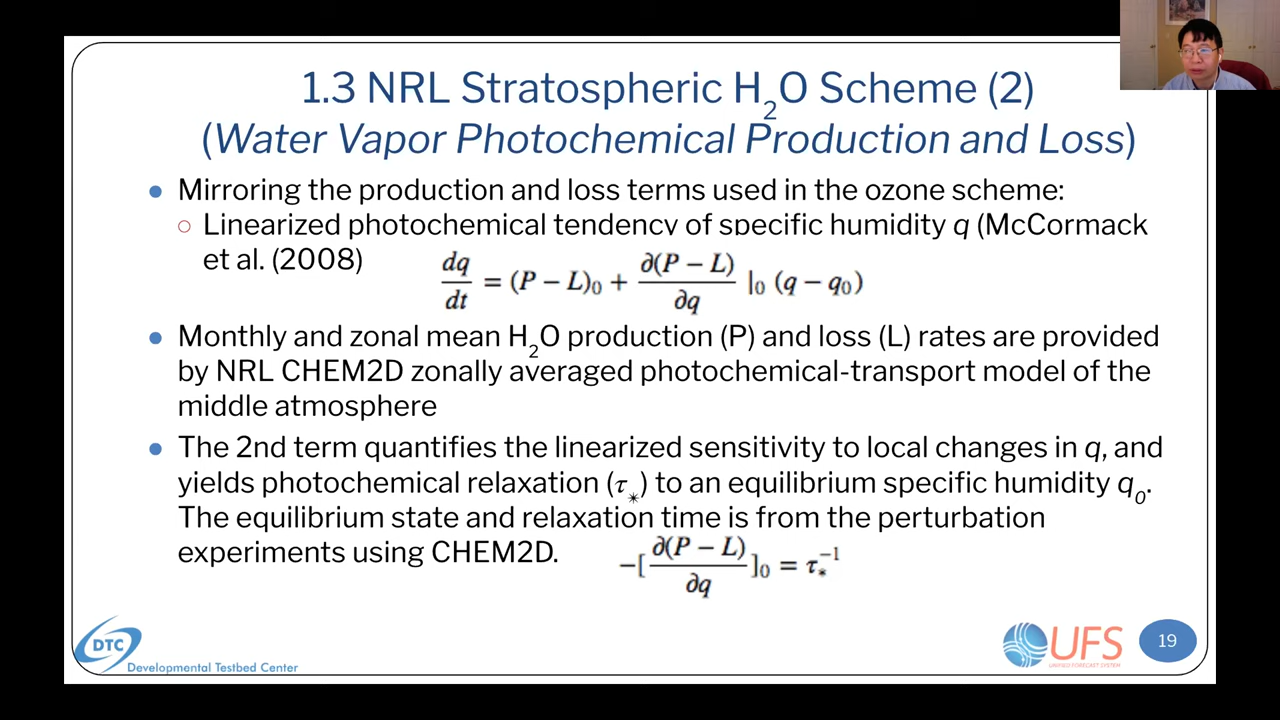 1.3 NRL Stratospheric H₂O Scheme (2)
(Water Vapor Photochemical Production and Loss)
● Mirroring the production and loss terms used in the ozone scheme:
○ Linearized photochemical tendency of specific humidity q (McCormack
et al. (2008)
dq/dt = (P − L)₀ + ∂(P − L)/∂q |₀ (q − q₀)
● Monthly and zonal mean H₂O production (P) and loss (L) rates are provided
by NRL CHEM2D zonally averaged photochemical-transport model of the
middle atmosphere
● The 2nd term quantifies the linearized sensitivity to local changes in q, and
yields photochemical relaxation (τ_*) to an equilibrium specific humidity q₀.
The equilibrium state and relaxation time is from the perturbation
experiments using CHEM2D.
−[∂(P − L)/∂q]₀ = τ_*⁻¹
DTC
Developmental Testbed Center
UFS
UNIFIED FORECAST SYSTEM
19